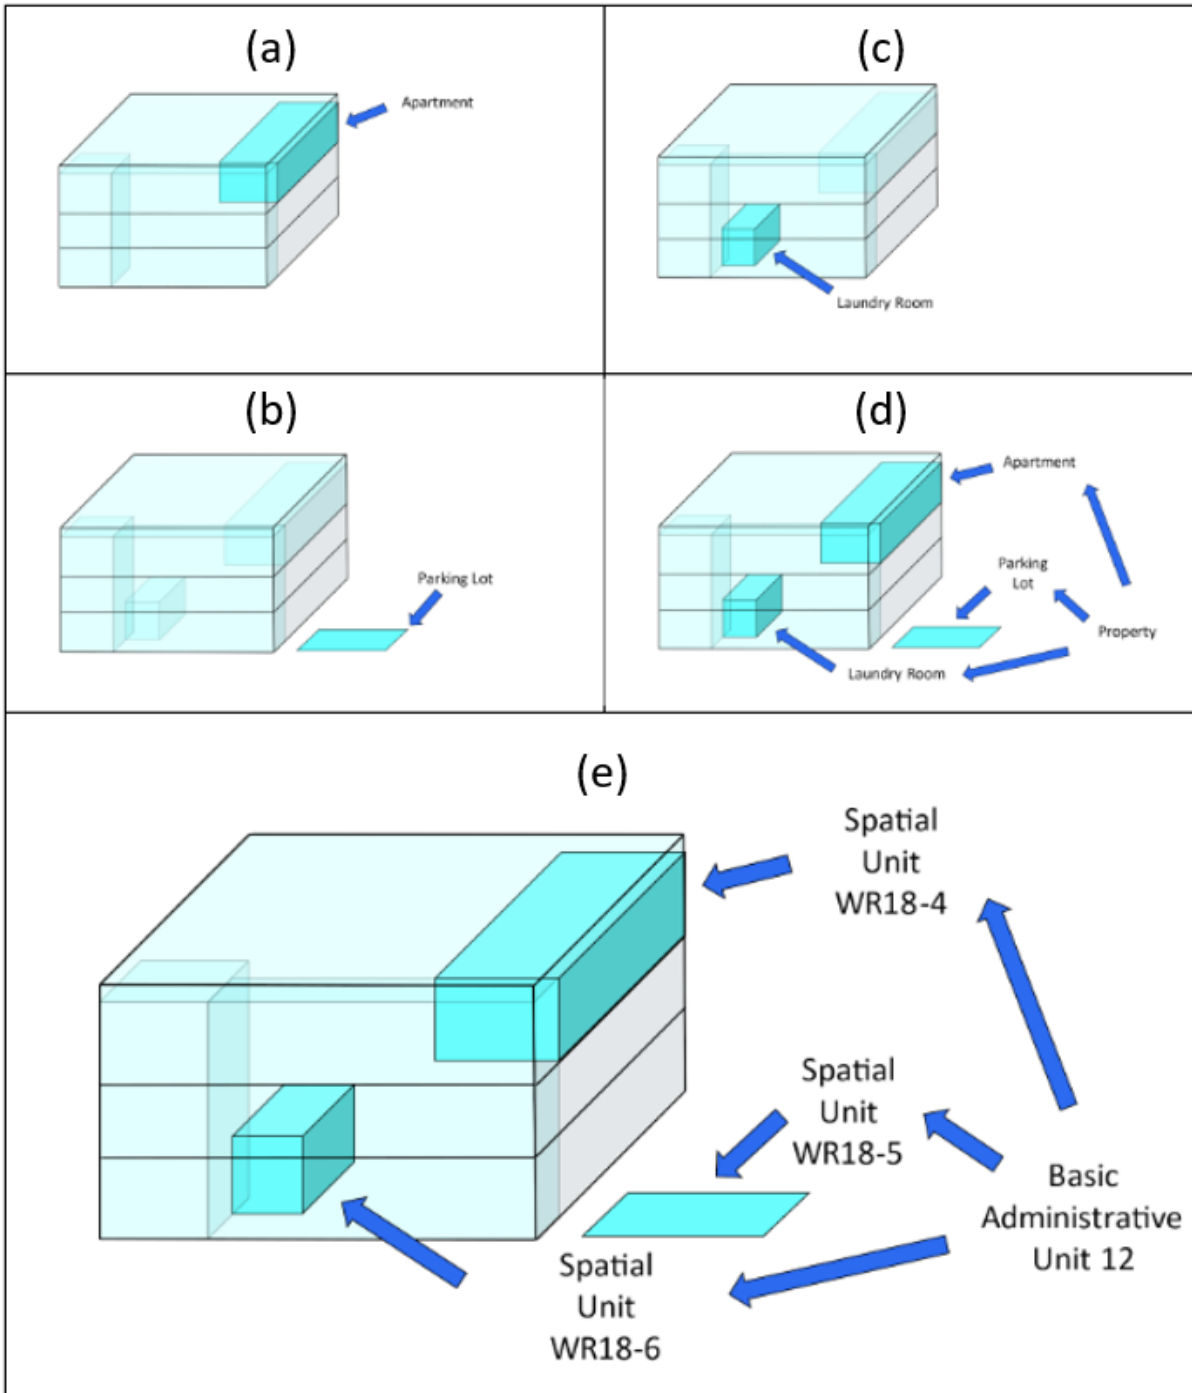 (a)
Apartment
(c)
Laundry Room
(b)
Parking Lot
(d)
Apartment
Parking
Lot
Property
Laundry Room
(e)
Spatial
Unit
WR18-4
Spatial
Unit
WR18-5
Basic
Administrative
Unit 12
Spatial
Unit
WR18-6